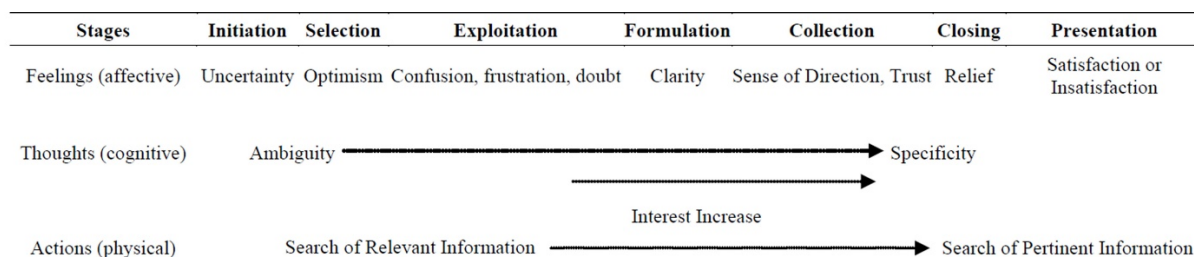 Stages Initiation Selection Exploitation Formulation Collection Closing Presentation
Feelings (affective) Uncertainty Optimism Confusion, frustration, doubt Clarity Sense of Direction, Trust Relief Satisfaction or
Insatisfaction
Thoughts (cognitive) Ambiguity Specificity
Interest Increase
Actions (physical) Search of Relevant Information Search of Pertinent Information